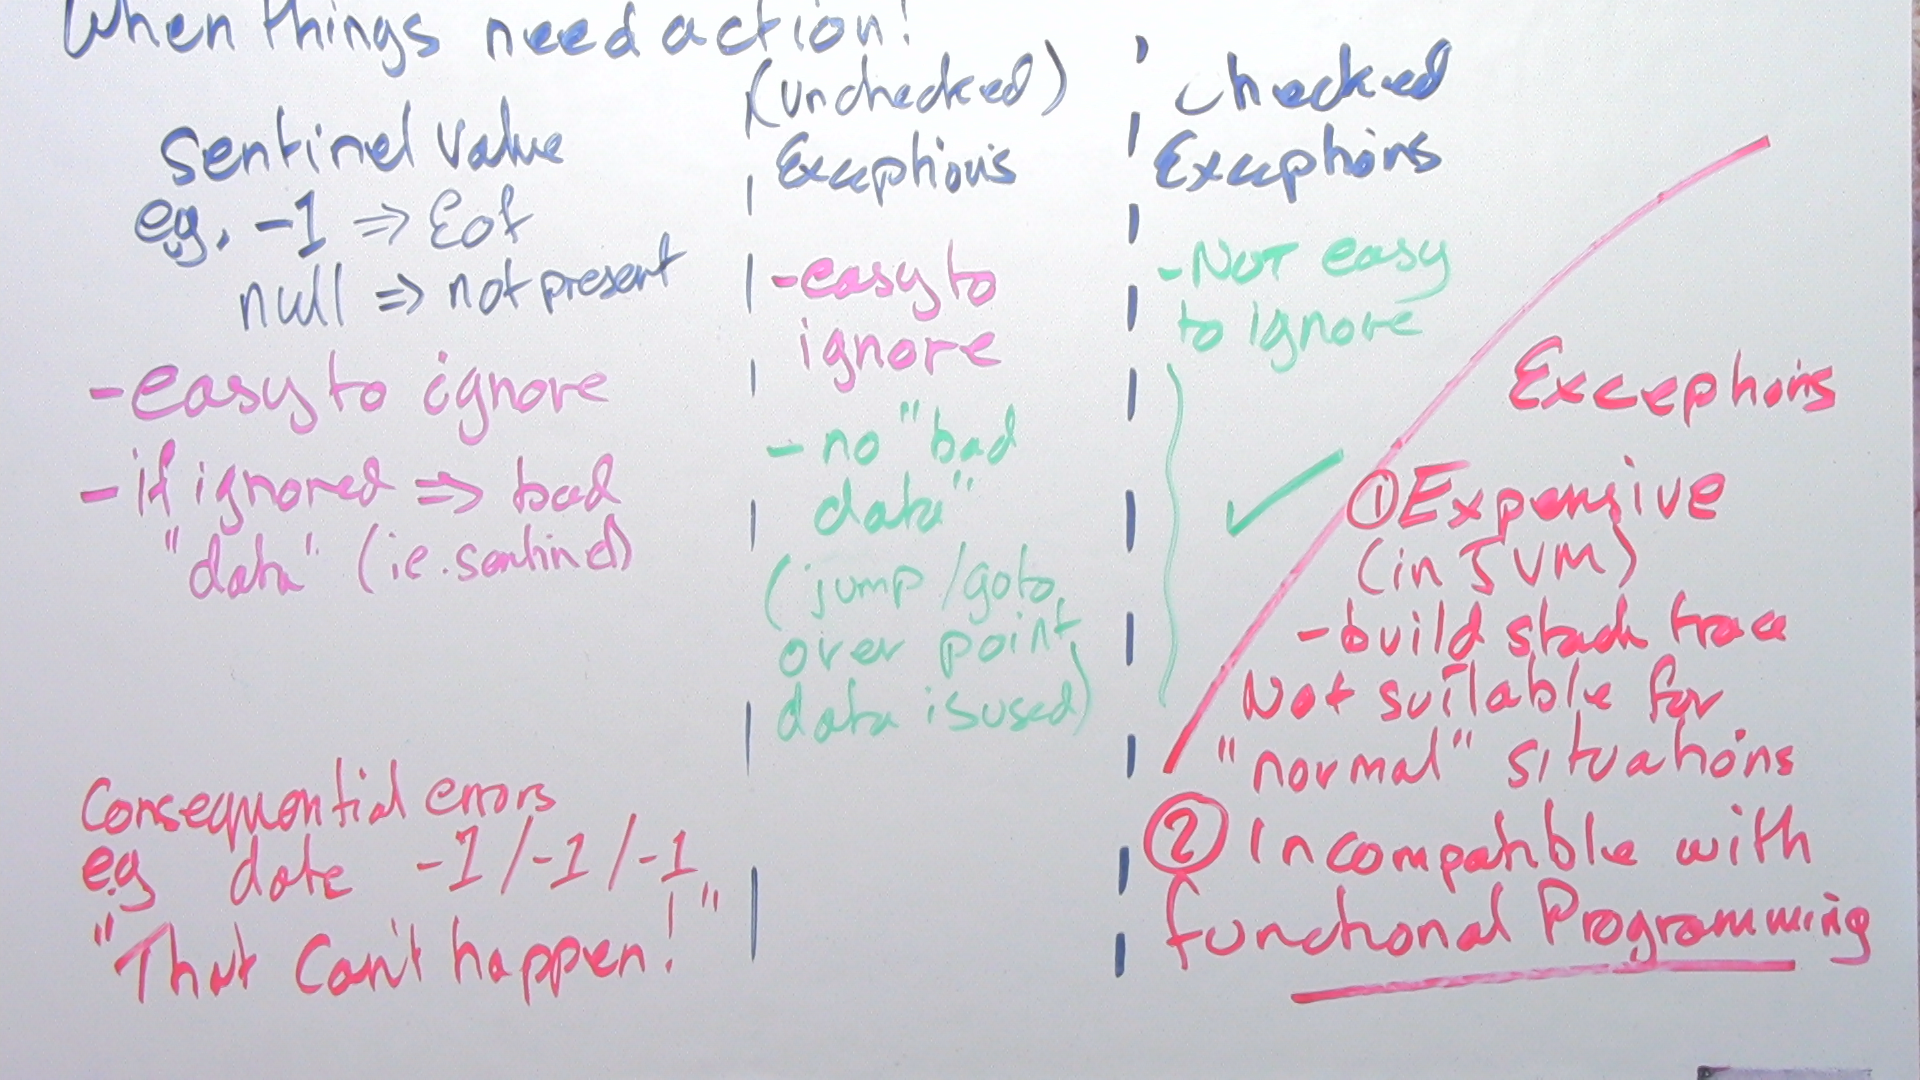 When things need action!
Sentinel value
eg. -1 => Eof
null => not present
-easy to ignore
-if ignored => bad
"data" (ie. sentinel)
Consequential errors
eg date -1/-1/-1
"That Can't happen!"
(unchecked)
Exceptions
-easy to
ignore
- no "bad
data"
(jump/goto
over point
data is used)
Checked
Exceptions
-NOT easy
to ignore
Exceptions
① Expensive
(in JVM)
-build stack trace
Not suitable for
"normal" situations
② Incompatible with
functional Programming